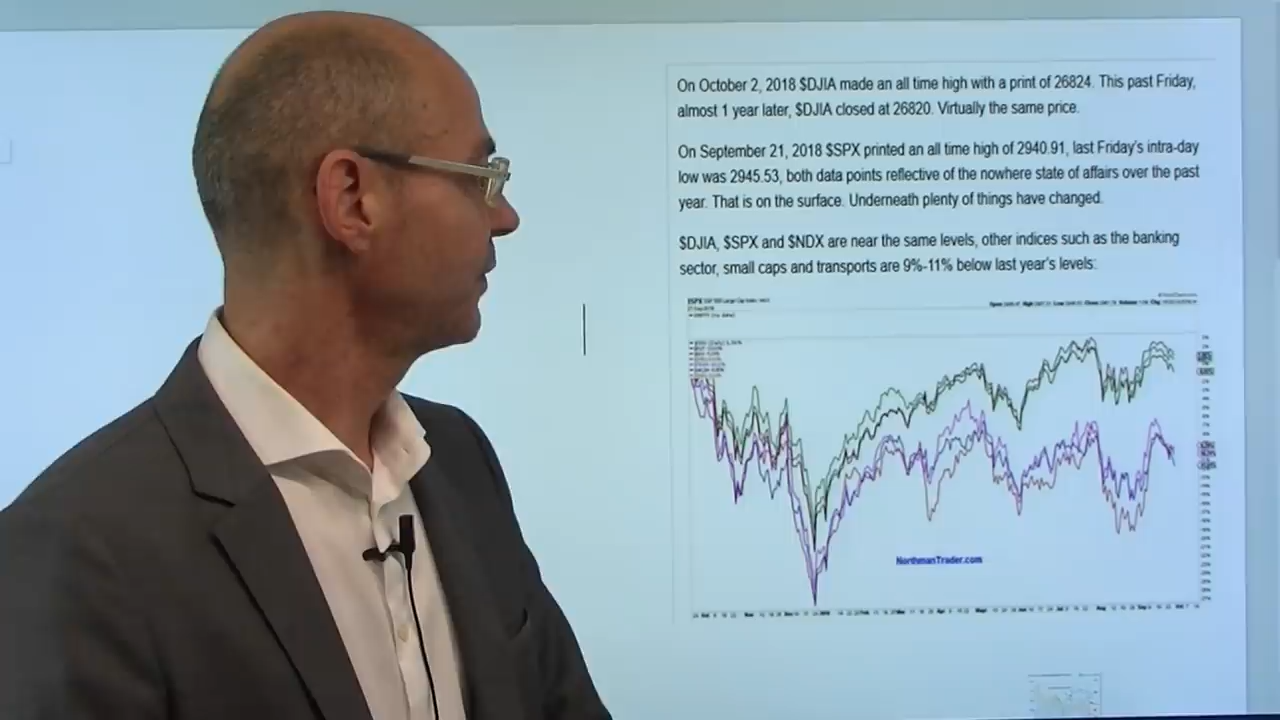 On October 2, 2018 $DJIA made an all time high with a print of 26824. This past Friday,
almost 1 year later, $DJIA closed at 26820. Virtually the same price.
On September 21, 2018 $SPX printed an all time high of 2940.91, last Friday's intra-day
low was 2945.53, both data points reflective of the nowhere state of affairs over the past
year. That is on the surface. Underneath plenty of things have changed.
$DJIA, $SPX and $NDX are near the same levels, other indices such as the banking
sector, small caps and transports are 9%-11% below last year's levels:
NorthmanTrader.com